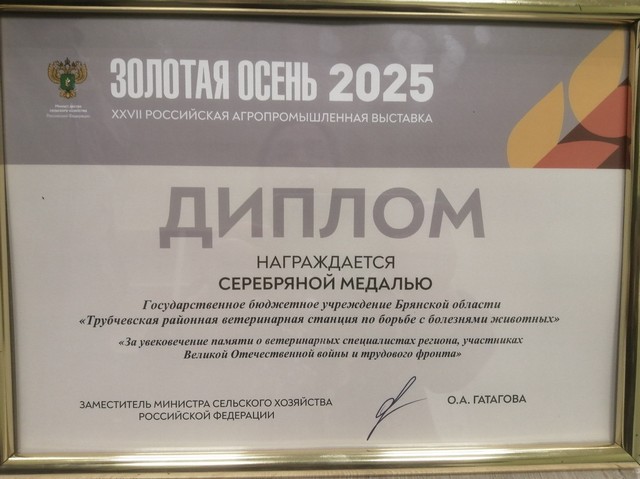 ЗОЛОТАЯ ОСЕНЬ 2025
XXVII РОССИЙСКАЯ АГРОПРОМЫШЛЕННАЯ ВЫСТАВКА
ДИПЛОМ
НАГРАЖДАЕТСЯ
СЕРЕБРЯНОЙ МЕДАЛЬЮ
Государственное бюджетное учреждение Брянской области
«Трубчевская районная ветеринарная станция по борьбе с болезнями животных»
«За увековечение памяти о ветеринарных специалистах региона, участниках
Великой Отечественной войны и трудового фронта»
ЗАМЕСТИТЕЛЬ МИНИСТРА СЕЛЬСКОГО ХОЗЯЙСТВА
РОССИЙСКОЙ ФЕДЕРАЦИИ
О.А. ГАТАГОВА